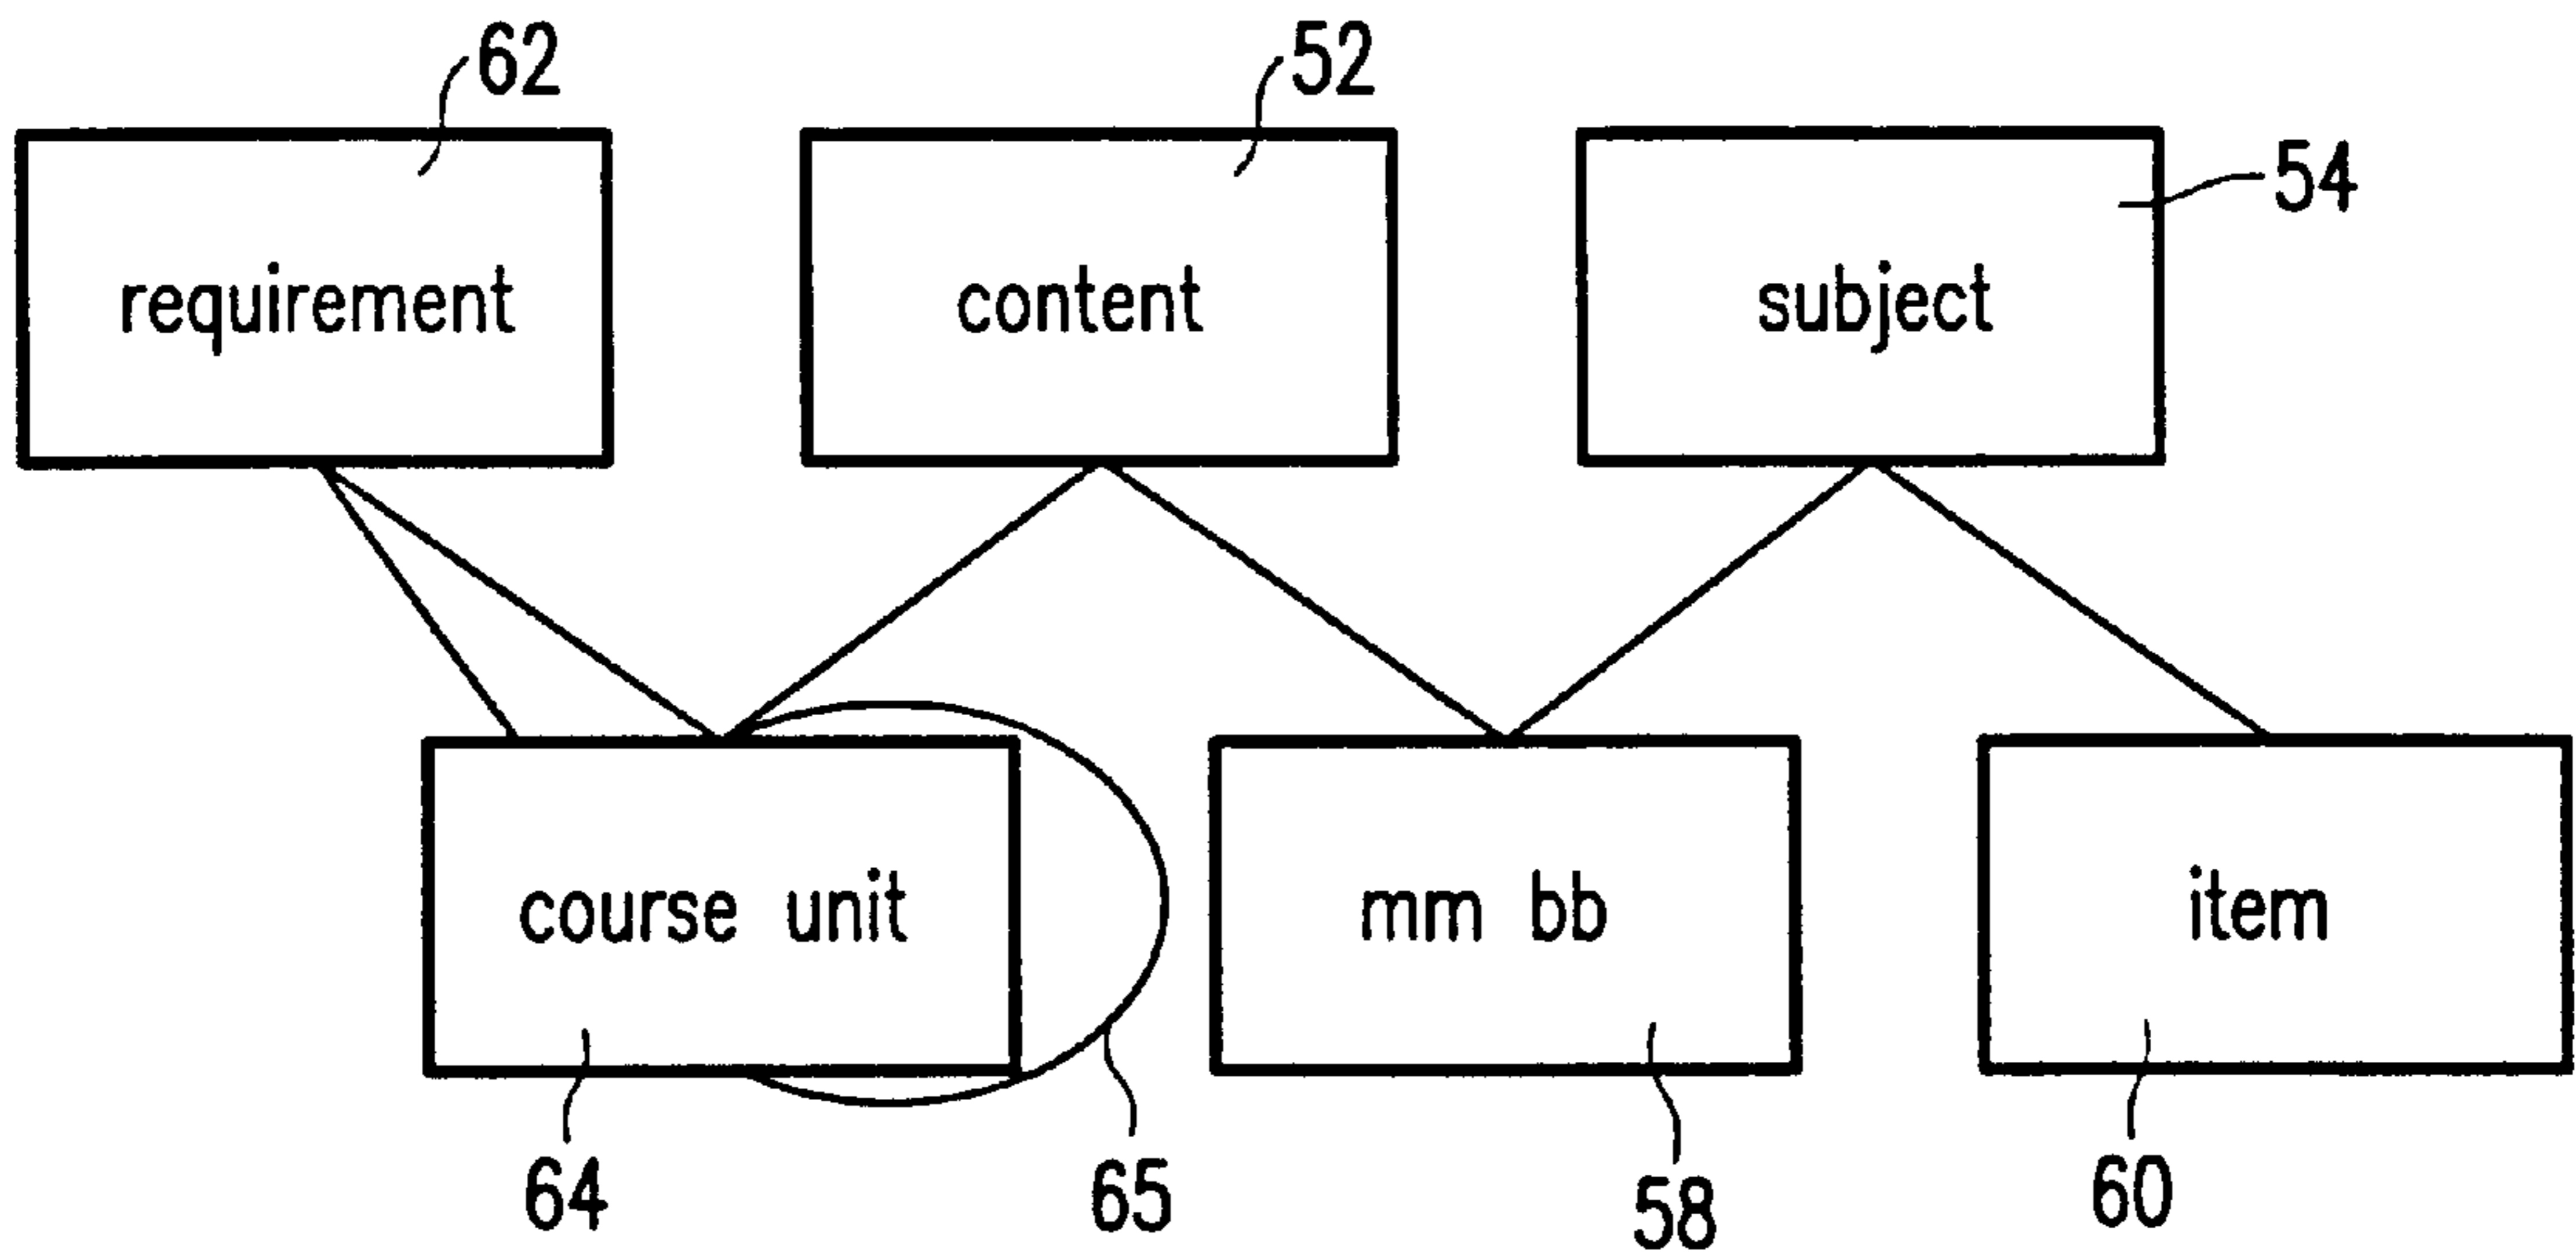 62
52
54
requirement
content
subject
course unit
mm bb
item
64
65
58
60